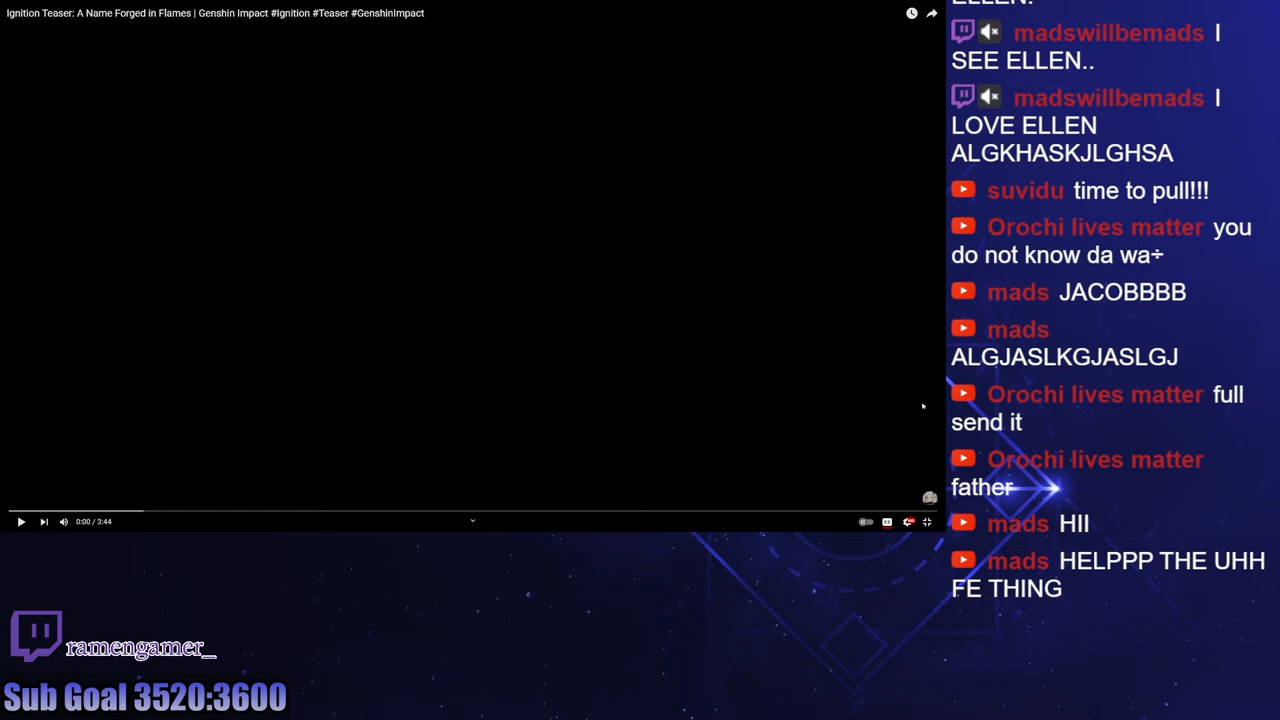 Ignition Teaser: A Name Forged in Flames | Genshin Impact #Ignition #Teaser #GenshinImpact
0:00 / 3:44
madswillbemads I
SEE ELLEN..
madswillbemads I
LOVE ELLEN
ALGKHASKJLGHSA
suvidu time to pull!!!
Orochi lives matter you
do not know da wa÷
mads JACOBBBB
mads
ALGJASLKGJASLGJ
Orochi lives matter full
send it
Orochi lives matter
father
mads HII
mads HELPPP THE UHH
FE THING
ramengamer_
Sub Goal 3520:3600